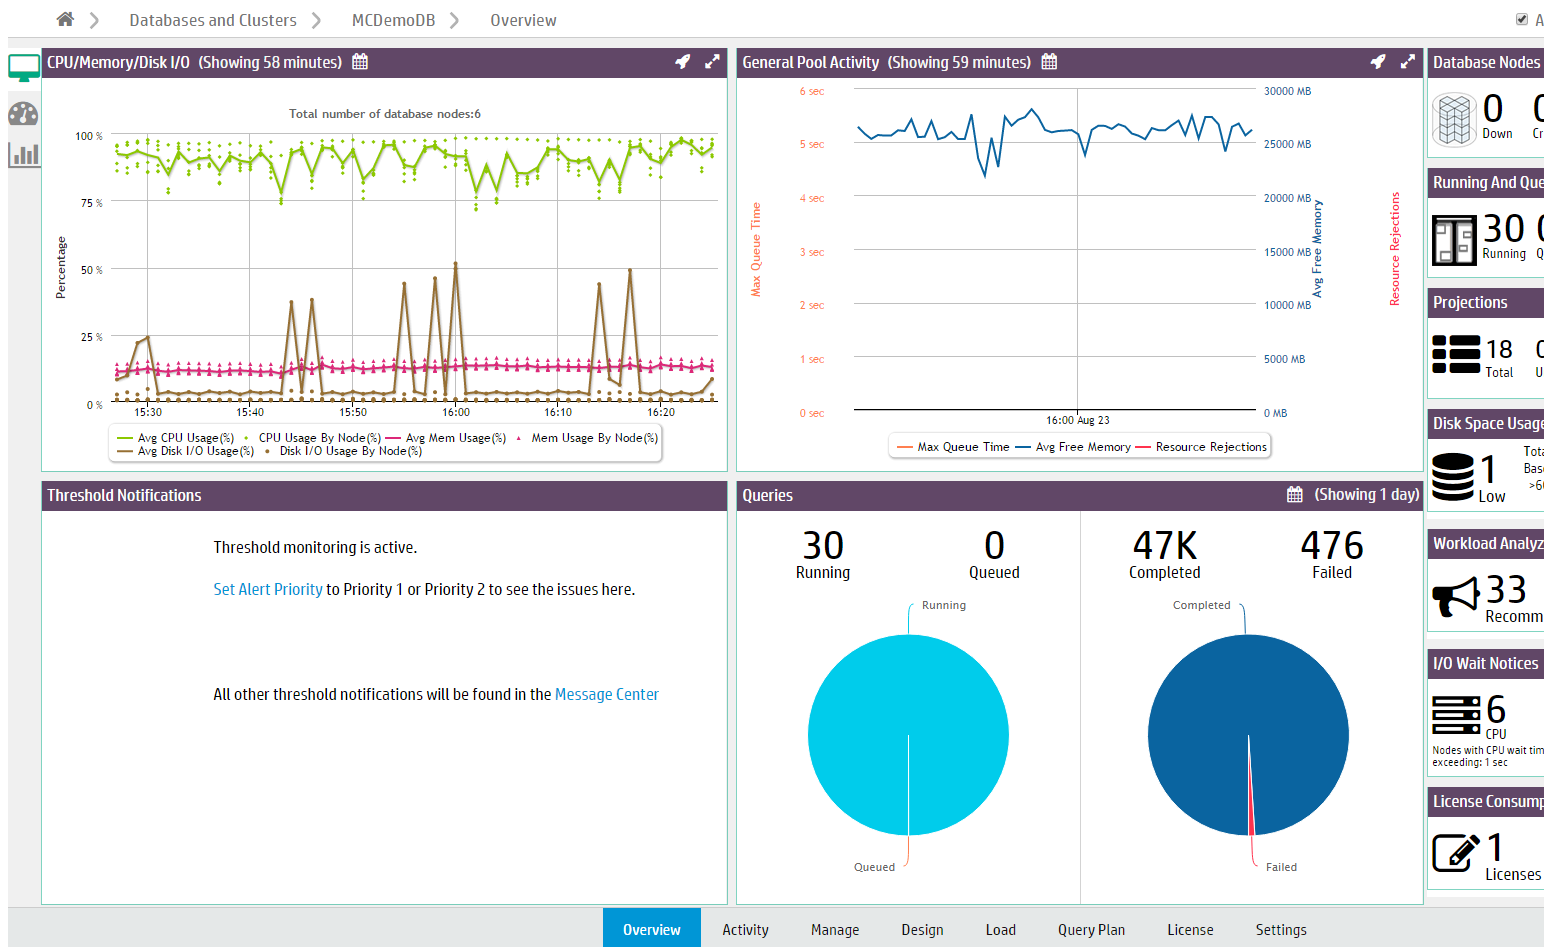 Databases and Clusters MCDemoDB Overview
CPU/Memory/Disk I/O (Showing 58 minutes)
Total number of database nodes:6
100 %
75 %
50 %
25 %
0 %
Percentage
15:30 15:40 15:50 16:00 16:10 16:20
Avg CPU Usage(%) CPU Usage By Node(%) Avg Mem Usage(%) Mem Usage By Node(%)
Avg Disk I/O Usage(%) Disk I/O Usage By Node(%)
General Pool Activity (Showing 59 minutes)
6 sec
5 sec
4 sec
3 sec
2 sec
1 sec
0 sec
Max Queue Time
30000 MB
25000 MB
20000 MB
15000 MB
10000 MB
5000 MB
0 MB
Avg Free Memory
Resource Rejections
16:00 Aug 23
Max Queue Time Avg Free Memory Resource Rejections
Database Nodes
0
Down
Running And
30
Running
Projections
18
Total
Disk Space Usage
1
Low
>60
Workload
33
I/O Wait Notices
6
CPU
Nodes with CPU wait
exceeding: 1 sec
License
1
Licenses
Threshold Notifications
Threshold monitoring is active.
Set Alert Priority to Priority 1 or Priority 2 to see the issues here.
All other threshold notifications will be found in the Message Center
Queries (Showing 1 day)
30 0 47K 476
Running Queued Completed Failed
Running
Queued
Completed
Failed
Overview Activity Manage Design Load Query Plan License Settings